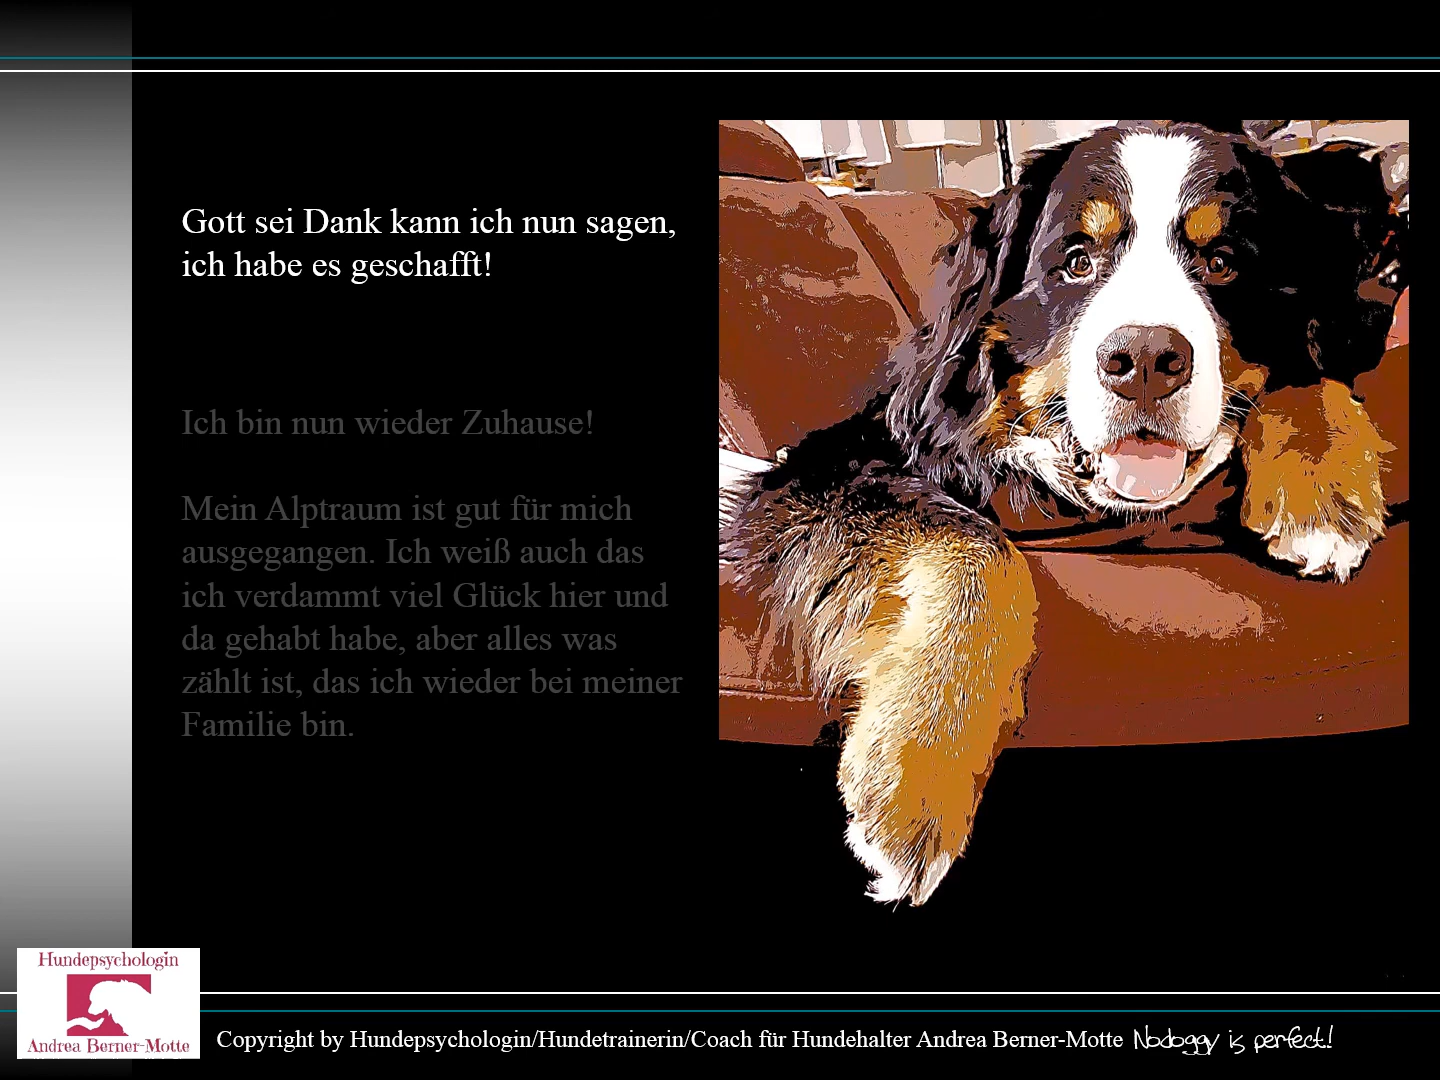 Gott sei Dank kann ich nun sagen,
ich habe es geschafft!
Ich bin nun wieder Zuhause!
Mein Alptraum ist gut für mich
ausgegangen. Ich weiß auch das
ich verdammt viel Glück hier und
da gehabt habe, aber alles was
zählt ist, das ich wieder bei meiner
Familie bin.
Hundepsychologin
Andrea Berner-Motte
Copyright by Hundepsychologin/Hundetrainerin/Coach für Hundehalter Andrea Berner-Motte Nodoggy is perfect!